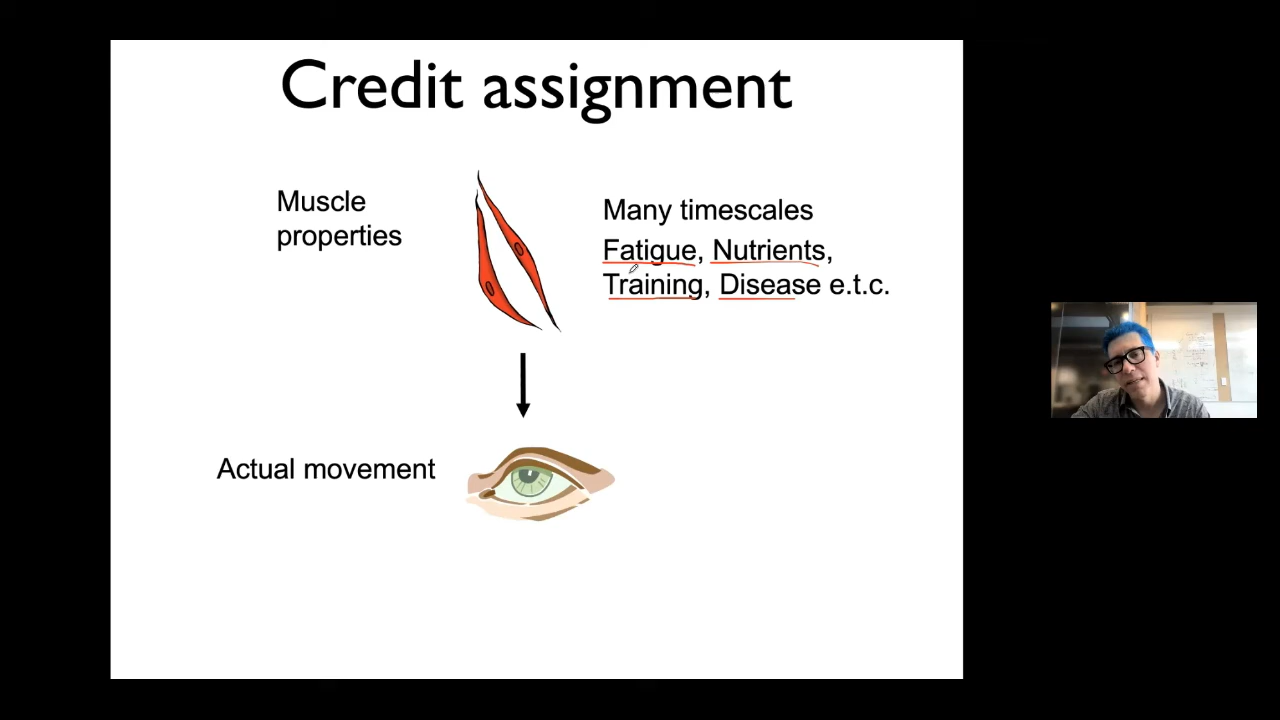 Credit assignment
Muscle
properties
Many timescales
Fatigue, Nutrients,
Training, Disease e.t.c.
Actual movement